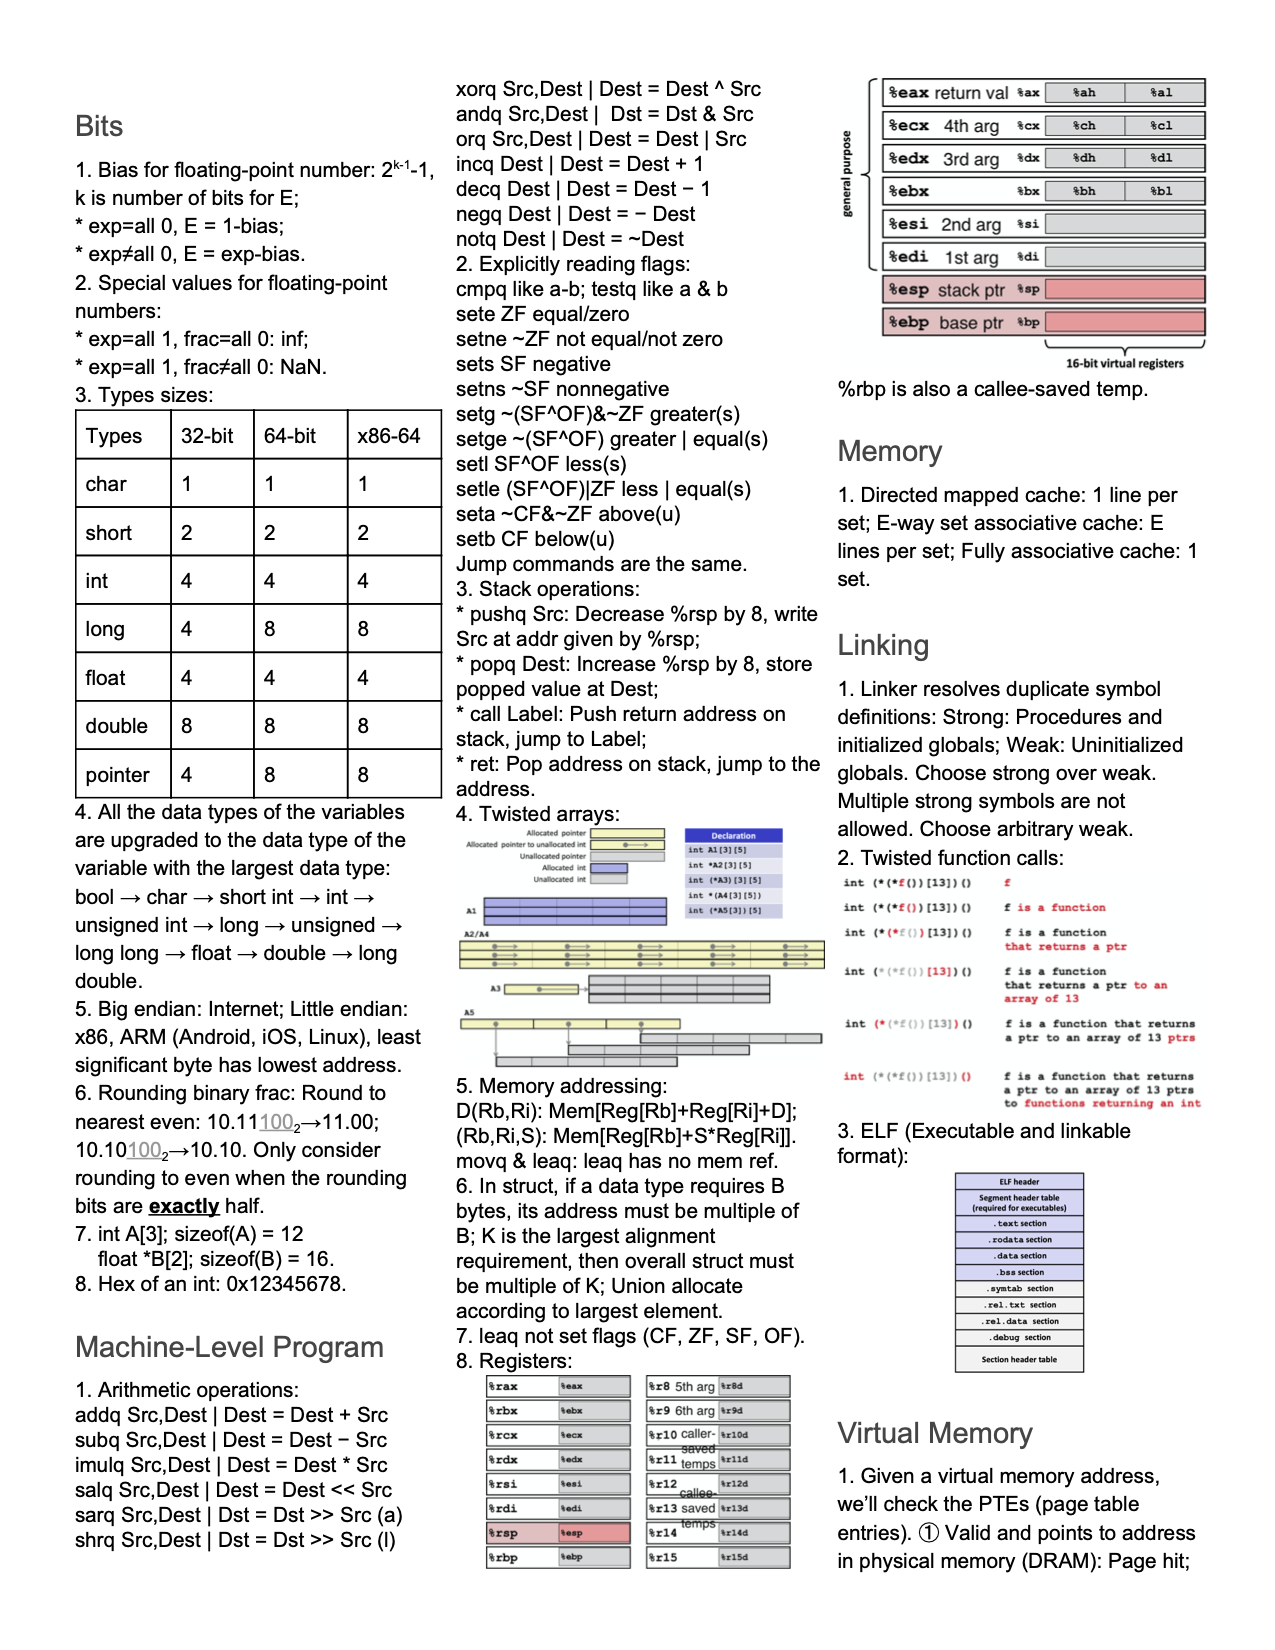 Bits
1. Bias for floating-point number: 2^k-1-1,
k is number of bits for E;
* exp=all 0, E = 1-bias;
* exp≠all 0, E = exp-bias.
2. Special values for floating-point
numbers:
* exp=all 1, frac=all 0: inf;
* exp=all 1, frac≠all 0: NaN.
3. Types sizes:
Types 32-bit 64-bit x86-64
char 1 1 1
short 2 2 2
int 4 4 4
long 4 8 8
float 4 4 4
double 8 8 8
pointer 4 8 8
4. All the data types of the variables
are upgraded to the data type of the
variable with the largest data type:
bool → char → short int → int →
unsigned int → long → unsigned →
long long → float → double → long
double.
5. Big endian: Internet; Little endian:
x86, ARM (Android, iOS, Linux), least
significant byte has lowest address.
6. Rounding binary frac: Round to
nearest even: 10.11100₂→11.00;
10.10100₂→10.10. Only consider
rounding to even when the rounding
bits are exactly half.
7. int A[3]; sizeof(A) = 12
float *B[2]; sizeof(B) = 16.
8. Hex of an int: 0x12345678.
Machine-Level Program
1. Arithmetic operations:
addq Src,Dest | Dest = Dest + Src
subq Src,Dest | Dest = Dest − Src
imulq Src,Dest | Dest = Dest * Src
salq Src,Dest | Dest = Dest << Src
sarq Src,Dest | Dst = Dst >> Src (a)
shrq Src,Dest | Dst = Dst >> Src (l)
xorq Src,Dest | Dest = Dest ^ Src
andq Src,Dest | Dst = Dst & Src
orq Src,Dest | Dest = Dest | Src
incq Dest | Dest = Dest + 1
decq Dest | Dest = Dest − 1
negq Dest | Dest = − Dest
notq Dest | Dest = ~Dest
2. Explicitly reading flags:
cmpq like a-b; testq like a & b
sete ZF equal/zero
setne ~ZF not equal/not zero
sets SF negative
setns ~SF nonnegative
setg ~(SF^OF)&~ZF greater(s)
setge ~(SF^OF) greater | equal(s)
setl SF^OF less(s)
setle (SF^OF)|ZF less | equal(s)
seta ~CF&~ZF above(u)
setb CF below(u)
Jump commands are the same.
3. Stack operations:
* pushq Src: Decrease %rsp by 8, write
Src at addr given by %rsp;
* popq Dest: Increase %rsp by 8, store
popped value at Dest;
* call Label: Push return address on
stack, jump to Label;
* ret: Pop address on stack, jump to the
address.
4. Twisted arrays:
Allocated pointer
Allocated pointer to unallocated int
Unallocated pointer
Allocated int
Unallocated int
Declaration
int A1[3][5]
int *A2[3][5]
int (*A3)[3][5]
int *(A4[3][5])
int (*A5[3])[5]
A1
A2/A4
A3
A5
5. Memory addressing:
D(Rb,Ri): Mem[Reg[Rb]+Reg[Ri]+D];
(Rb,Ri,S): Mem[Reg[Rb]+S*Reg[Ri]].
movq & leaq: leaq has no mem ref.
6. In struct, if a data type requires B
bytes, its address must be multiple of
B; K is the largest alignment
requirement, then overall struct must
be multiple of K; Union allocate
according to largest element.
7. leaq not set flags (CF, ZF, SF, OF).
8. Registers:
%rax %eax %r8 5th arg %r8d
%rbx %ebx %r9 6th arg %r9d
%rcx %ecx %r10 caller- %r10d
saved
%rdx %edx %r11 temps %r11d
%rsi %esi %r12 %r12d
callee-
%rdi %edi %r13 saved %r13d
temps
%rsp %esp %r14 %r14d
%rbp %ebp %r15 %r15d
general purpose
%eax return val %ax %ah %al
%ecx 4th arg %cx %ch %cl
%edx 3rd arg %dx %dh %dl
%ebx %bx %bh %bl
%esi 2nd arg %si
%edi 1st arg %di
%esp stack ptr %sp
%ebp base ptr %bp
16-bit virtual registers
%rbp is also a callee-saved temp.
Memory
1. Directed mapped cache: 1 line per
set; E-way set associative cache: E
lines per set; Fully associative cache: 1
set.
Linking
1. Linker resolves duplicate symbol
definitions: Strong: Procedures and
initialized globals; Weak: Uninitialized
globals. Choose strong over weak.
Multiple strong symbols are not
allowed. Choose arbitrary weak.
2. Twisted function calls:
int (*(*f())[13])() f
int (*(*f())[13])() f is a function
int (*(*f())[13])() f is a function
that returns a ptr
int (*(*f())[13])() f is a function
that returns a ptr to an
array of 13
int (*(*f())[13])() f is a function that returns
a ptr to an array of 13 ptrs
int (*(*f())[13])() f is a function that returns
a ptr to an array of 13 ptrs
to functions returning an int
3. ELF (Executable and linkable
format):
ELF header
Segment header table
(required for executables)
.text section
.rodata section
.data section
.bss section
.symtab section
.rel.txt section
.rel.data section
.debug section
Section header table
Virtual Memory
1. Given a virtual memory address,
we’ll check the PTEs (page table
entries). ① Valid and points to address
in physical memory (DRAM): Page hit;